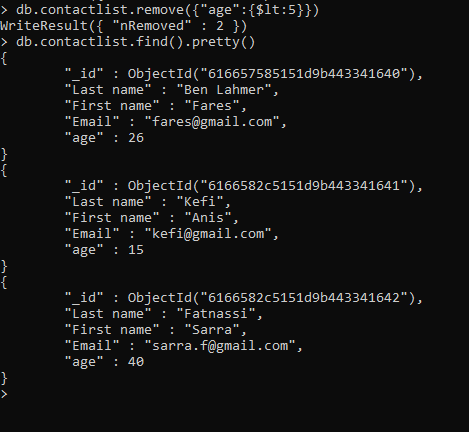 > db.contactlist.remove({"age":{$lt:5}})
WriteResult({ "nRemoved" : 2 })
> db.contactlist.find().pretty()
{
        "_id" : ObjectId("616657585151d9b443341640"),
        "Last name" : "Ben Lahmer",
        "First name" : "Fares",
        "Email" : "fares@gmail.com",
        "age" : 26
}
{
        "_id" : ObjectId("6166582c5151d9b443341641"),
        "Last name" : "Kefi",
        "First name" : "Anis",
        "Email" : "kefi@gmail.com",
        "age" : 15
}
{
        "_id" : ObjectId("6166582c5151d9b443341642"),
        "Last name" : "Fatnassi",
        "First name" : "Sarra",
        "Email" : "sarra.f@gmail.com",
        "age" : 40
}
>